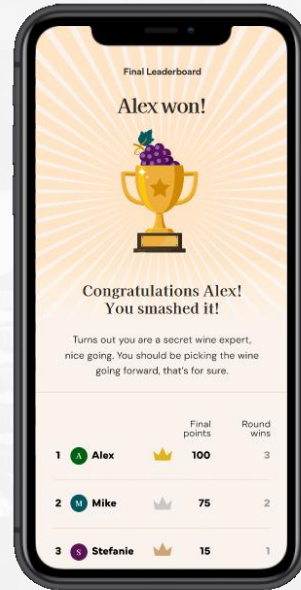 Final Leaderboard
Alex won!
Congratulations Alex!
You smashed it!
Turns out you are a secret wine expert,
nice going. You should be picking the wine
going forward, that's for sure.
Final points
Round wins
1 A Alex 100 3
2 M Mike 75 2
3 S Stefanie 15 1